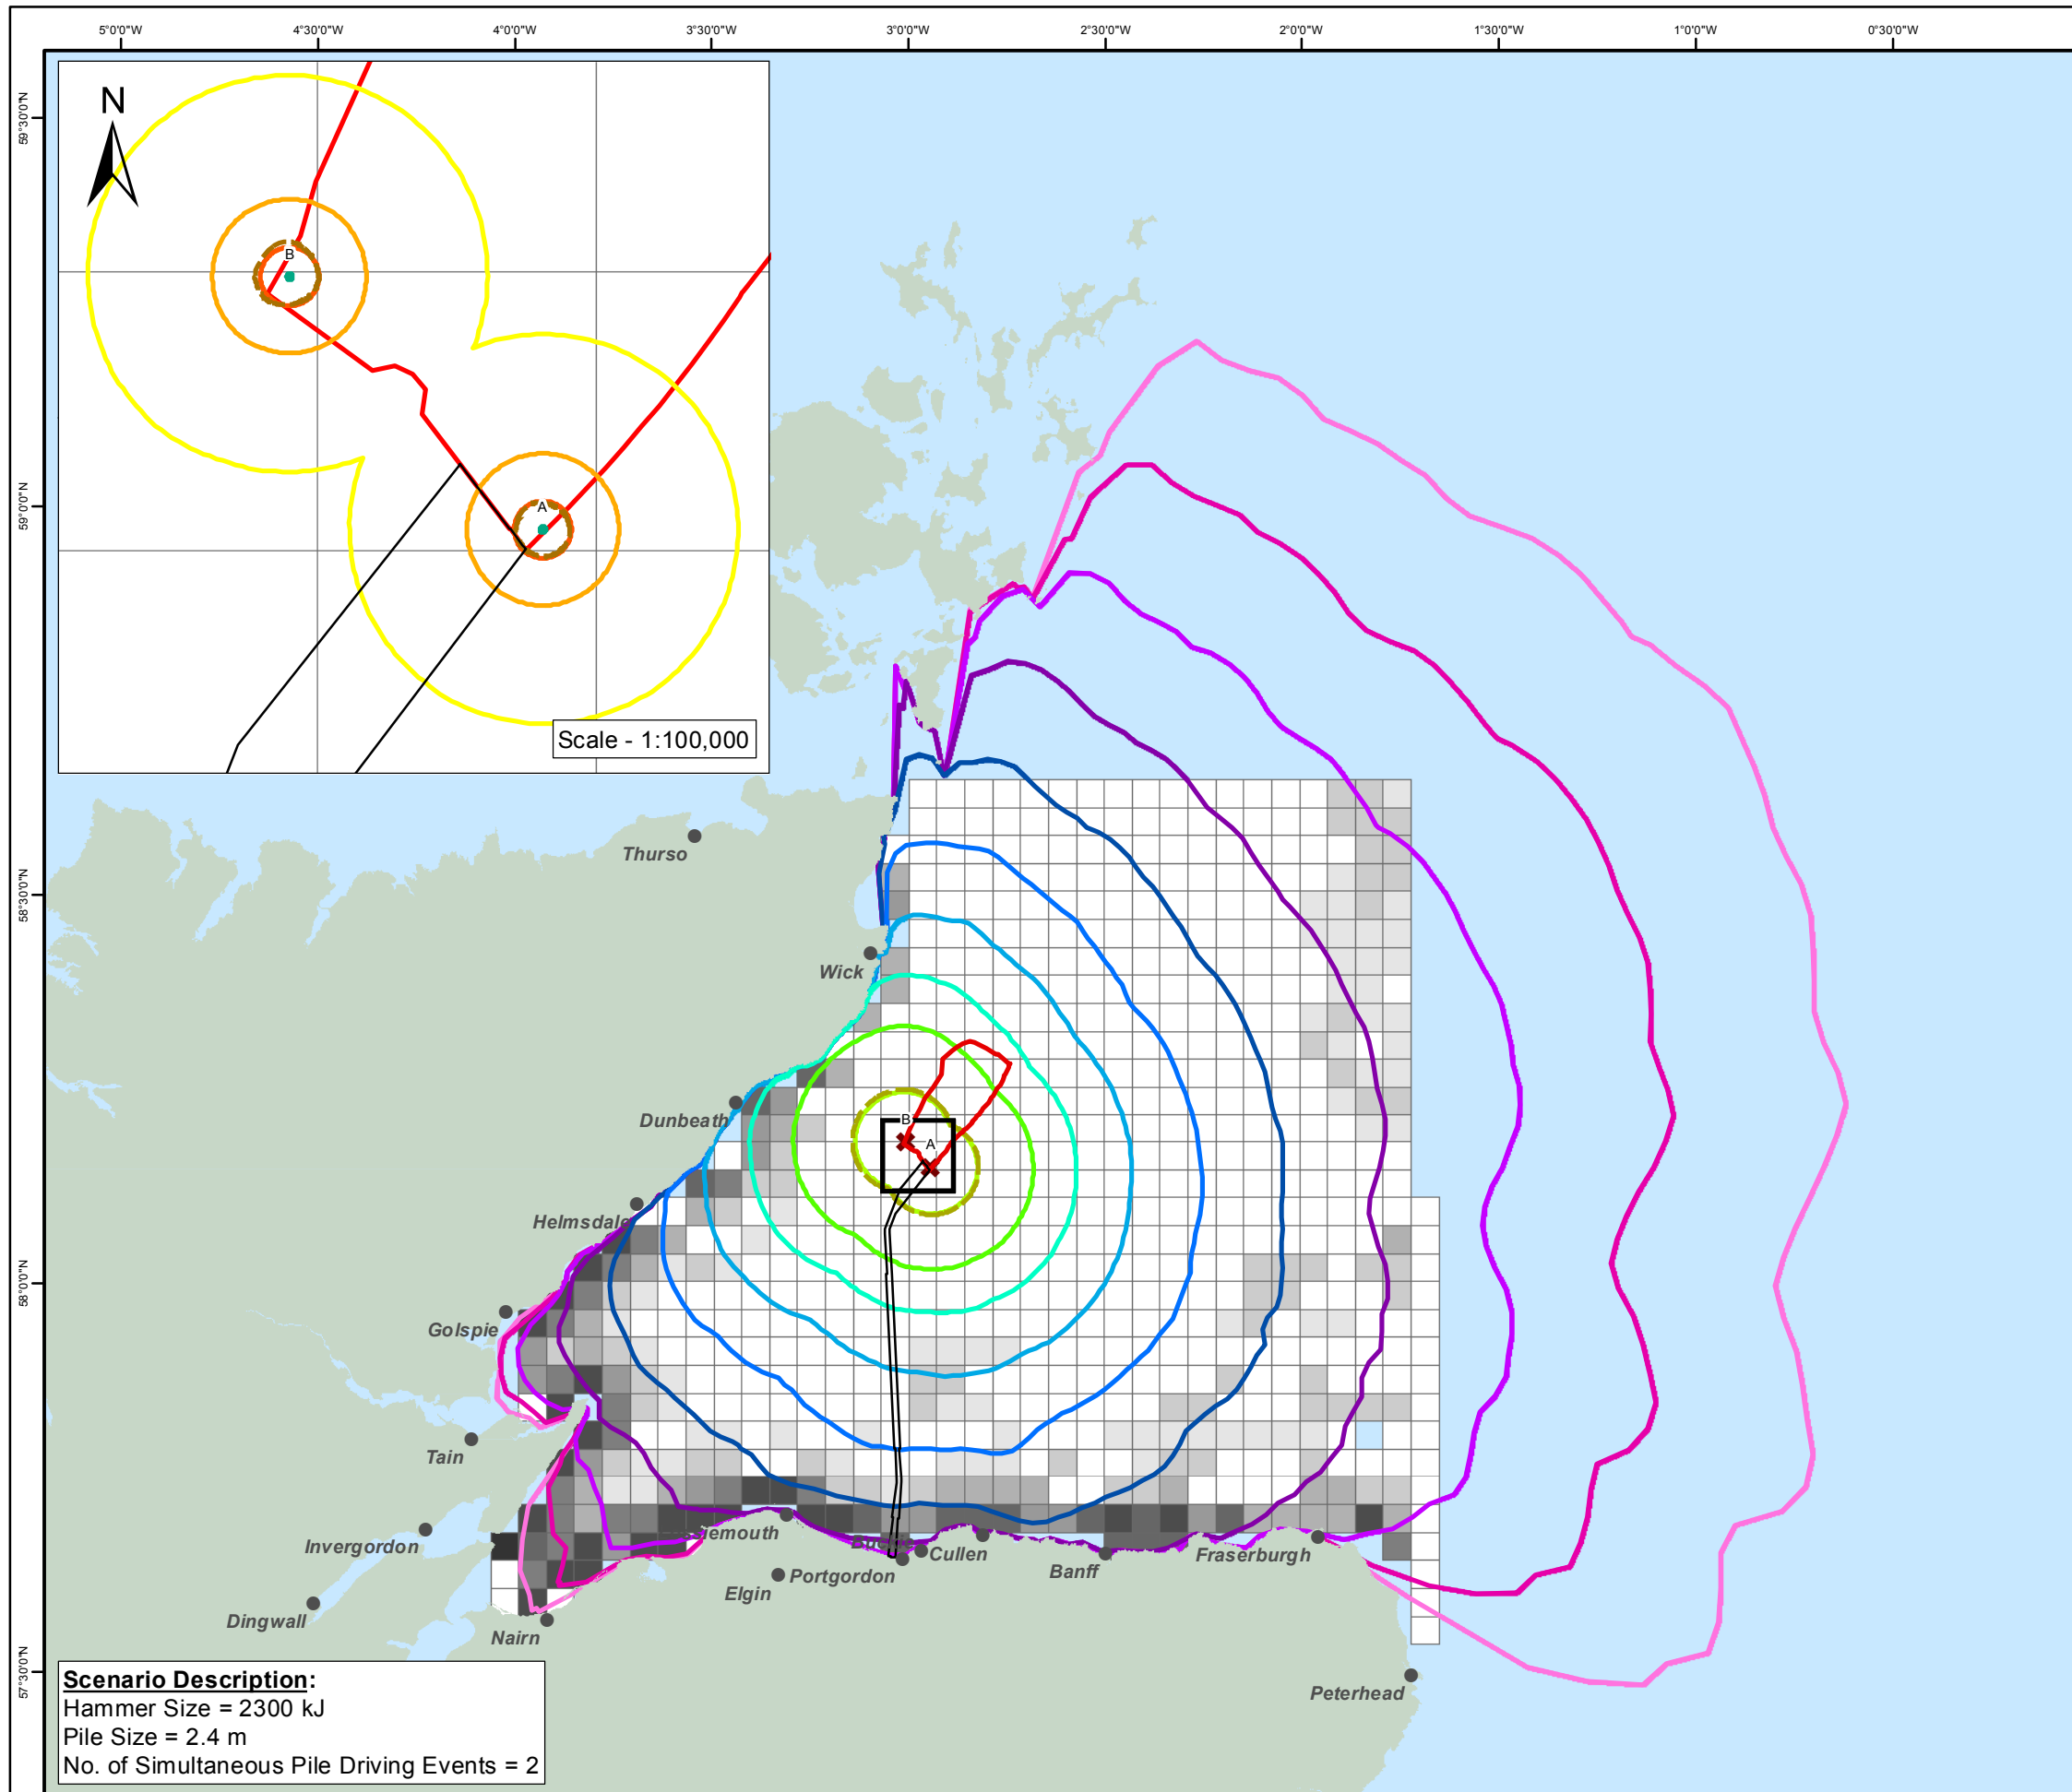 5°0'0"W 4°30'0"W 4°0'0"W 3°30'0"W 3°0'0"W 2°30'0"W 2°0'0"W 1°30'0"W 1°0'0"W 0°30'0"W
59°30'0"N
59°0'0"N
58°30'0"N
58°0'0"N
57°30'0"N
N
B
A
Scale - 1:100,000
Thurso
Wick
Dunbeath
B
A
Helmsdale
Golspie
Tain
Invergordon
Dingwall
Nairn
Elgin
Portgordon
Cullen
Banff
Fraserburgh
Peterhead
Scenario Description:
Hammer Size = 2300 kJ
Pile Size = 2.4 m
No. of Simultaneous Pile Driving Events = 2